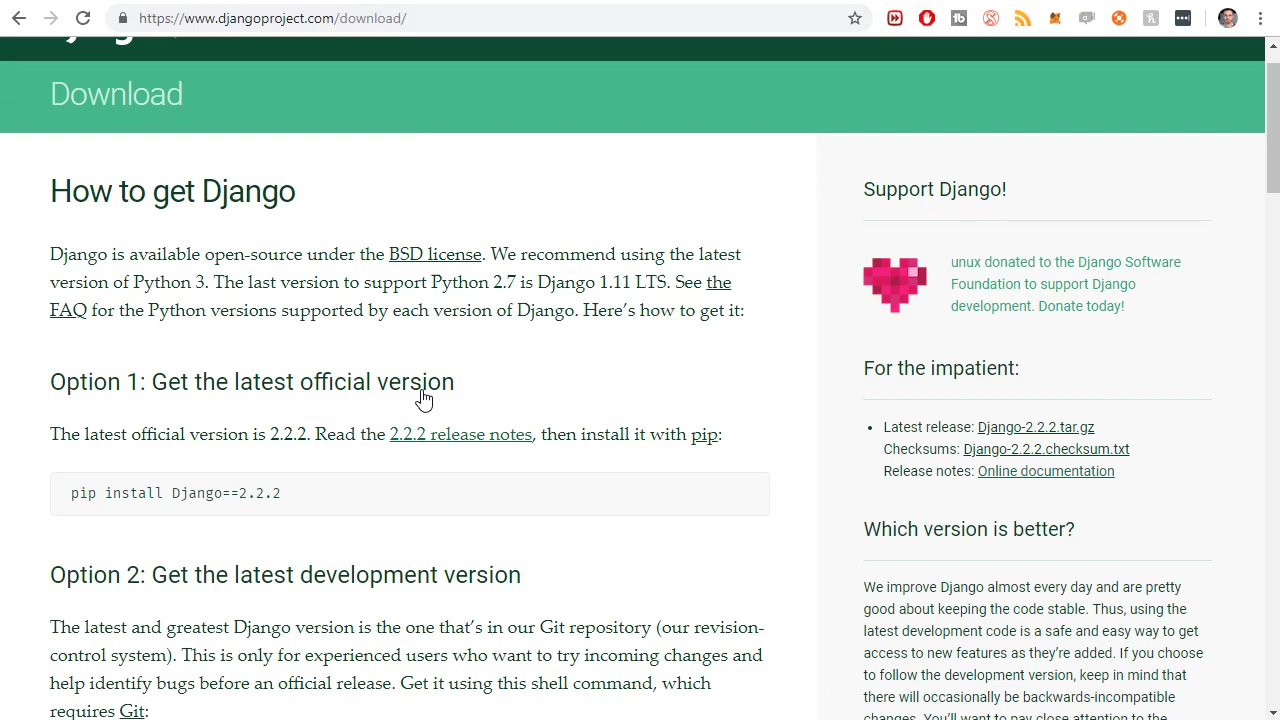 https://www.djangoproject.com/download/
Download
How to get Django
Django is available open-source under the BSD license. We recommend using the latest
version of Python 3. The last version to support Python 2.7 is Django 1.11 LTS. See the
FAQ for the Python versions supported by each version of Django. Here’s how to get it:
Option 1: Get the latest official version
The latest official version is 2.2.2. Read the 2.2.2 release notes, then install it with pip:
pip install Django==2.2.2
Option 2: Get the latest development version
The latest and greatest Django version is the one that’s in our Git repository (our revision-
control system). This is only for experienced users who want to try incoming changes and
help identify bugs before an official release. Get it using this shell command, which
requires Git:
Support Django!
unux donated to the Django Software
Foundation to support Django
development. Donate today!
For the impatient:
• Latest release: Django-2.2.2.tar.gz
Checksums: Django-2.2.2.checksum.txt
Release notes: Online documentation
Which version is better?
We improve Django almost every day and are pretty
good about keeping the code stable. Thus, using the
latest development code is a safe and easy way to get
access to new features as they’re added. If you choose
to follow the development version, keep in mind that
there will occasionally be backwards-incompatible
changes. You’ll want to pay close attention to the